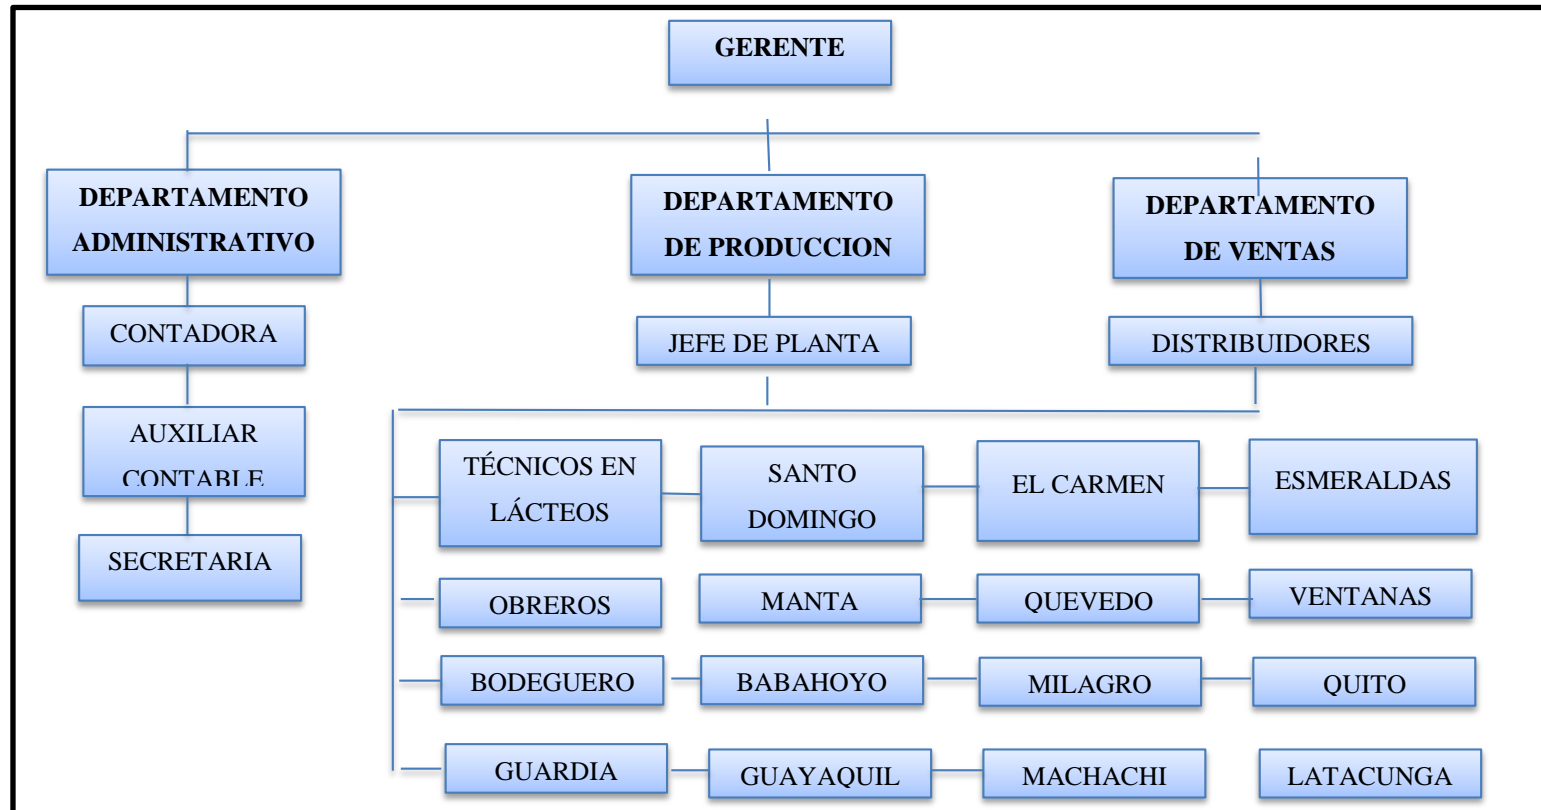 GERENTE
DEPARTAMENTO
ADMINISTRATIVO
DEPARTAMENTO
DE PRODUCCION
DEPARTAMENTO
DE VENTAS
CONTADORA
JEFE DE PLANTA
DISTRIBUIDORES
AUXILIAR
CONTABLE
SECRETARIA
TÉCNICOS EN
LÁCTEOS
SANTO
DOMINGO
EL CARMEN
ESMERALDAS
OBREROS
MANTA
QUEVEDO
VENTANAS
BODEGUERO
BABAHOYO
MILAGRO
QUITO
GUARDIA
GUAYAQUIL
MACHACHI
LATACUNGA